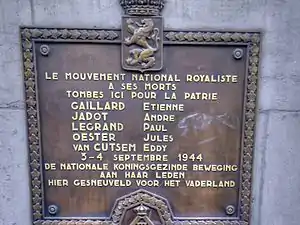 LE MOUVEMENT NATIONAL ROYALISTE
À SES MORTS
TOMBES ICI POUR LA PATRIE
GAILLARD ETIENNE
JADOT ANDRE
LEGRAND PAUL
OESTER JULES
VAN CUTSEM EDDY
3-4 SEPTEMBRE 1944
DE NATIONALE KONINGSGEZINDE BEWEGING
AAN HAAR LEDEN
HIER GESNEUVELD VOOR HET VADERLAND